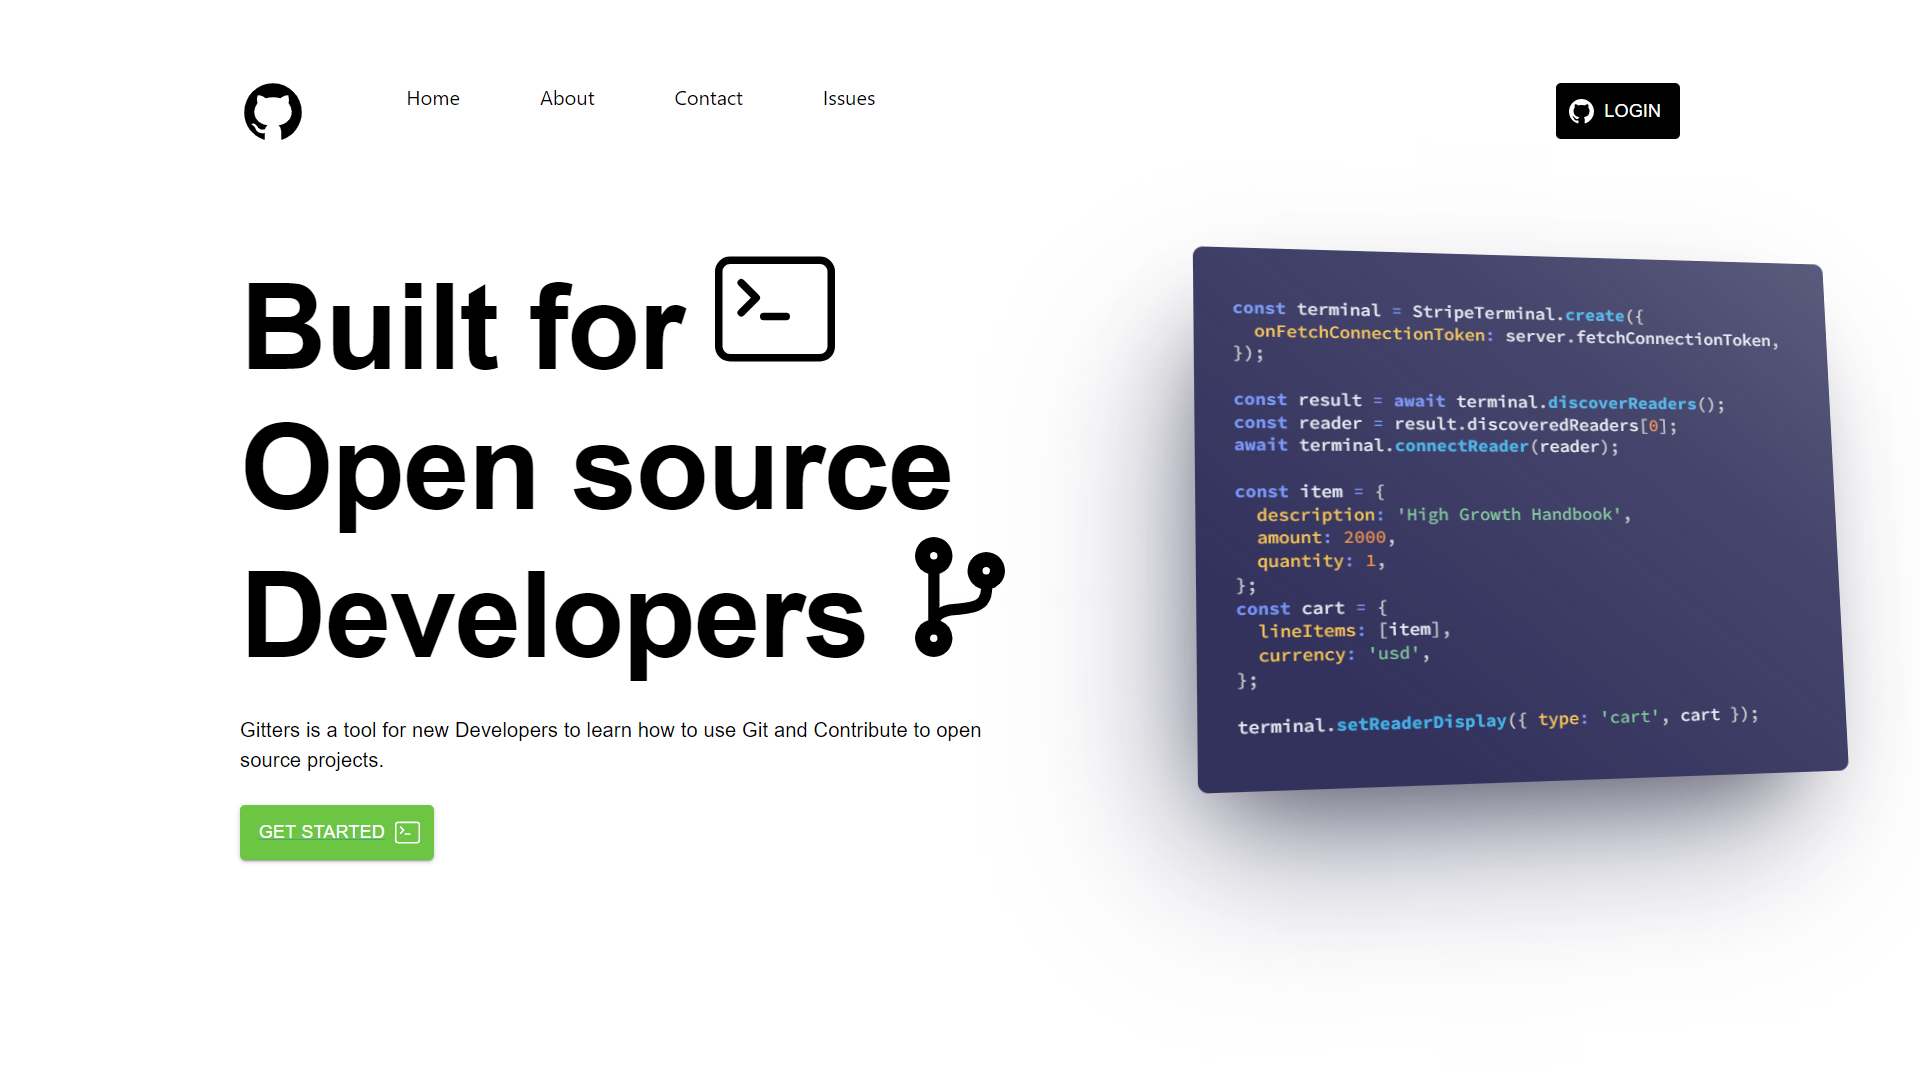 Home
About
Contact
Issues
LOGIN
Built for
Open source
Developers
Gitters is a tool for new Developers to learn how to use Git and Contribute to open
source projects.
GET STARTED
const terminal = StripeTerminal.create({
  onFetchConnectionToken: server.fetchConnectionToken,
});
const result = await terminal.discoverReaders();
const reader = result.discoveredReaders[0];
await terminal.connectReader(reader);
const item = {
  description: 'High Growth Handbook',
  amount: 2000,
  quantity: 1,
};
const cart = {
  lineItems: [item],
  currency: 'usd',
};
terminal.setReaderDisplay({ type: 'cart', cart });